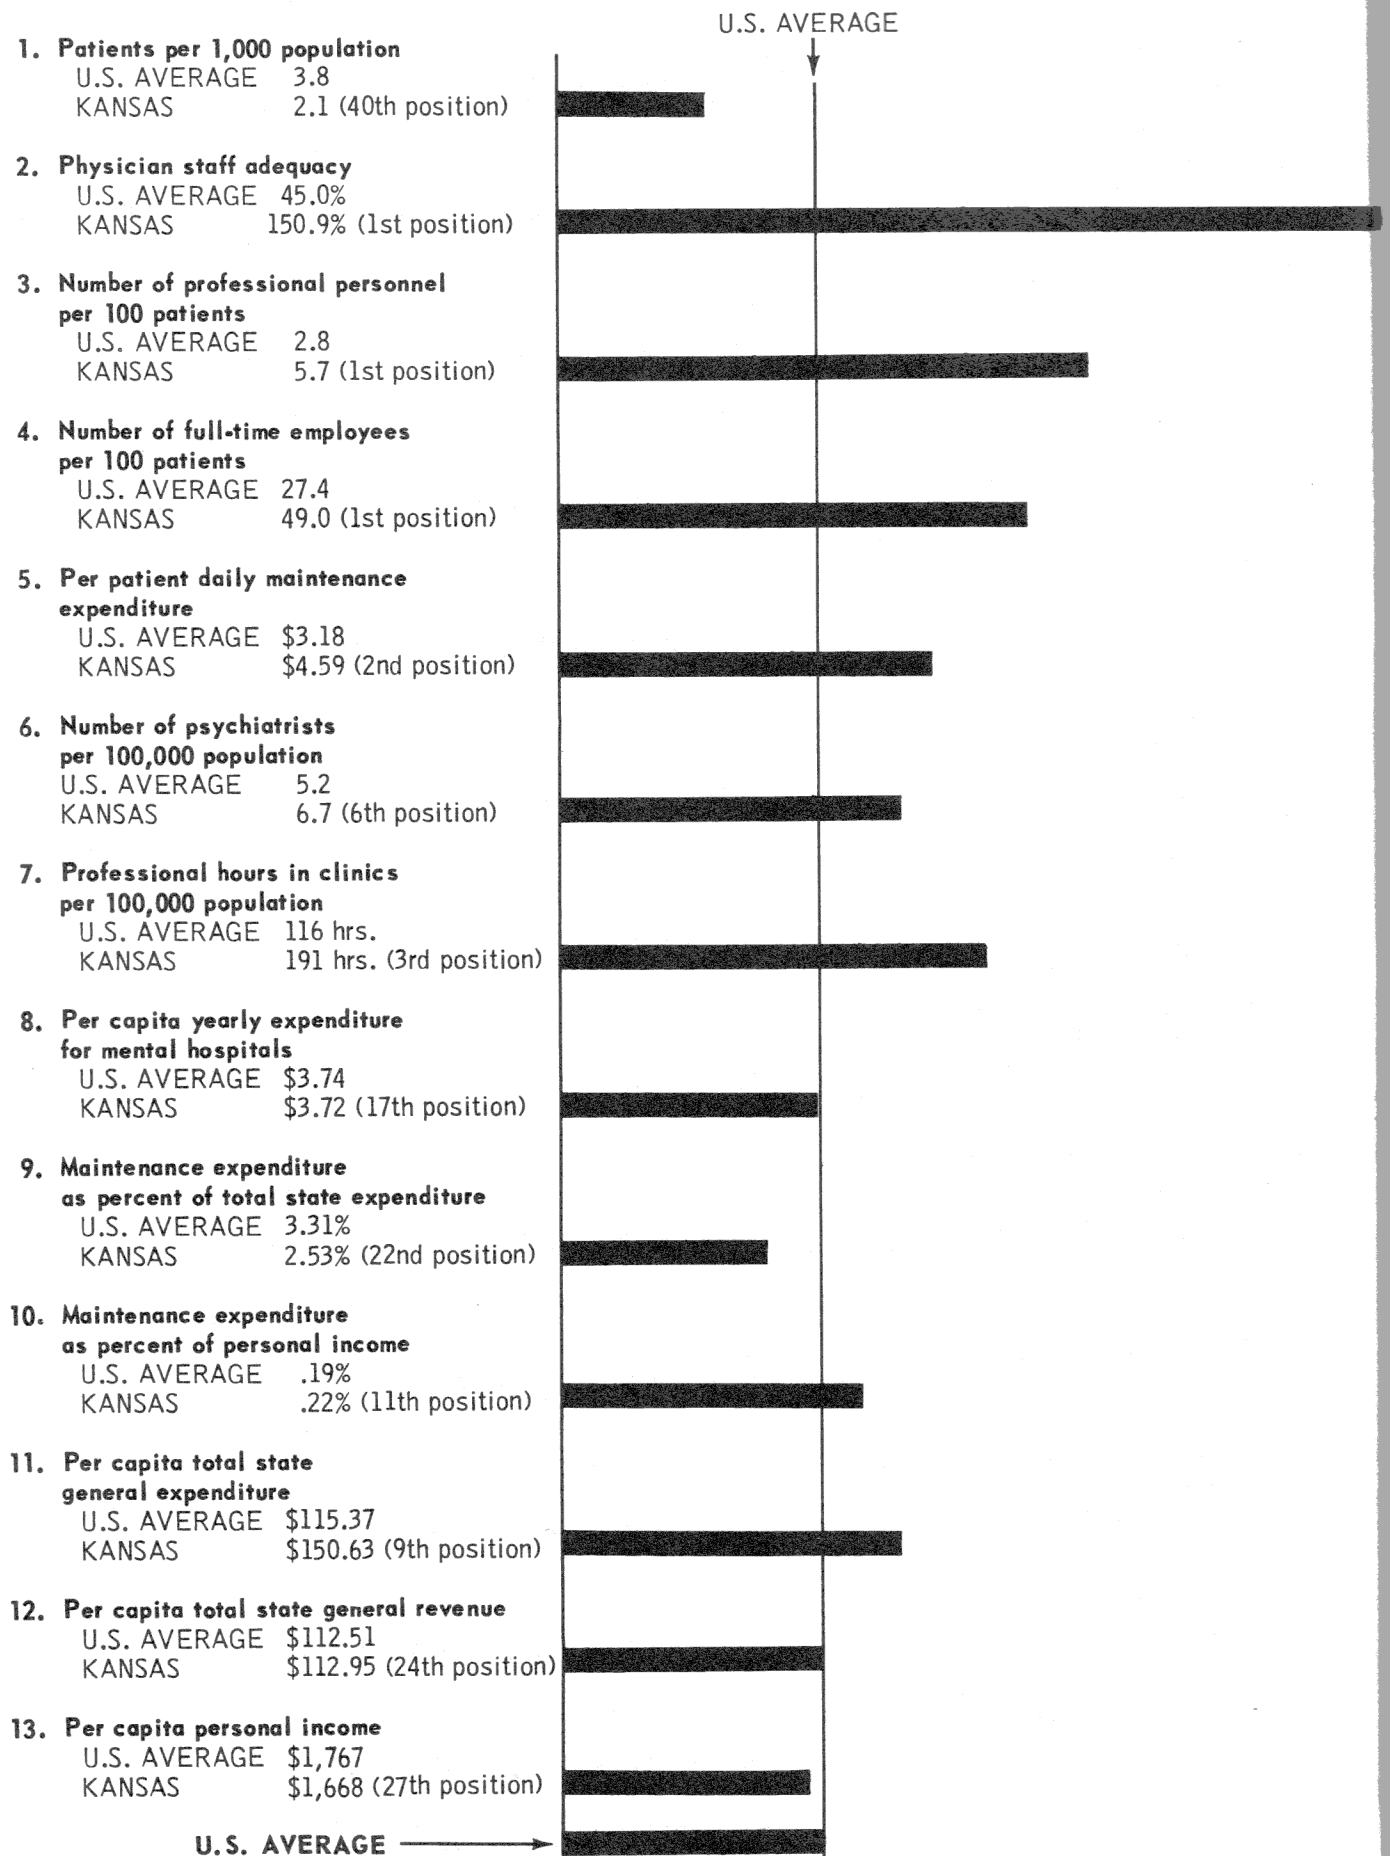 U.S. AVERAGE
1. Patients per 1,000 population
U.S. AVERAGE 3.8
KANSAS 2.1 (40th position)
2. Physician staff adequacy
U.S. AVERAGE 45.0%
KANSAS 150.9% (1st position)
3. Number of professional personnel
per 100 patients
U.S. AVERAGE 2.8
KANSAS 5.7 (1st position)
4. Number of full-time employees
per 100 patients
U.S. AVERAGE 27.4
KANSAS 49.0 (1st position)
5. Per patient daily maintenance
expenditure
U.S. AVERAGE $3.18
KANSAS $4.59 (2nd position)
6. Number of psychiatrists
per 100,000 population
U.S. AVERAGE 5.2
KANSAS 6.7 (6th position)
7. Professional hours in clinics
per 100,000 population
U.S. AVERAGE 116 hrs.
KANSAS 191 hrs. (3rd position)
8. Per capita yearly expenditure
for mental hospitals
U.S. AVERAGE $3.74
KANSAS $3.72 (17th position)
9. Maintenance expenditure
as percent of total state expenditure
U.S. AVERAGE 3.31%
KANSAS 2.53% (22nd position)
10. Maintenance expenditure
as percent of personal income
U.S. AVERAGE .19%
KANSAS .22% (11th position)
11. Per capita total state
general expenditure
U.S. AVERAGE $115.37
KANSAS $150.63 (9th position)
12. Per capita total state general revenue
U.S. AVERAGE $112.51
KANSAS $112.95 (24th position)
13. Per capita personal income
U.S. AVERAGE $1,767
KANSAS $1,668 (27th position)
U.S. AVERAGE